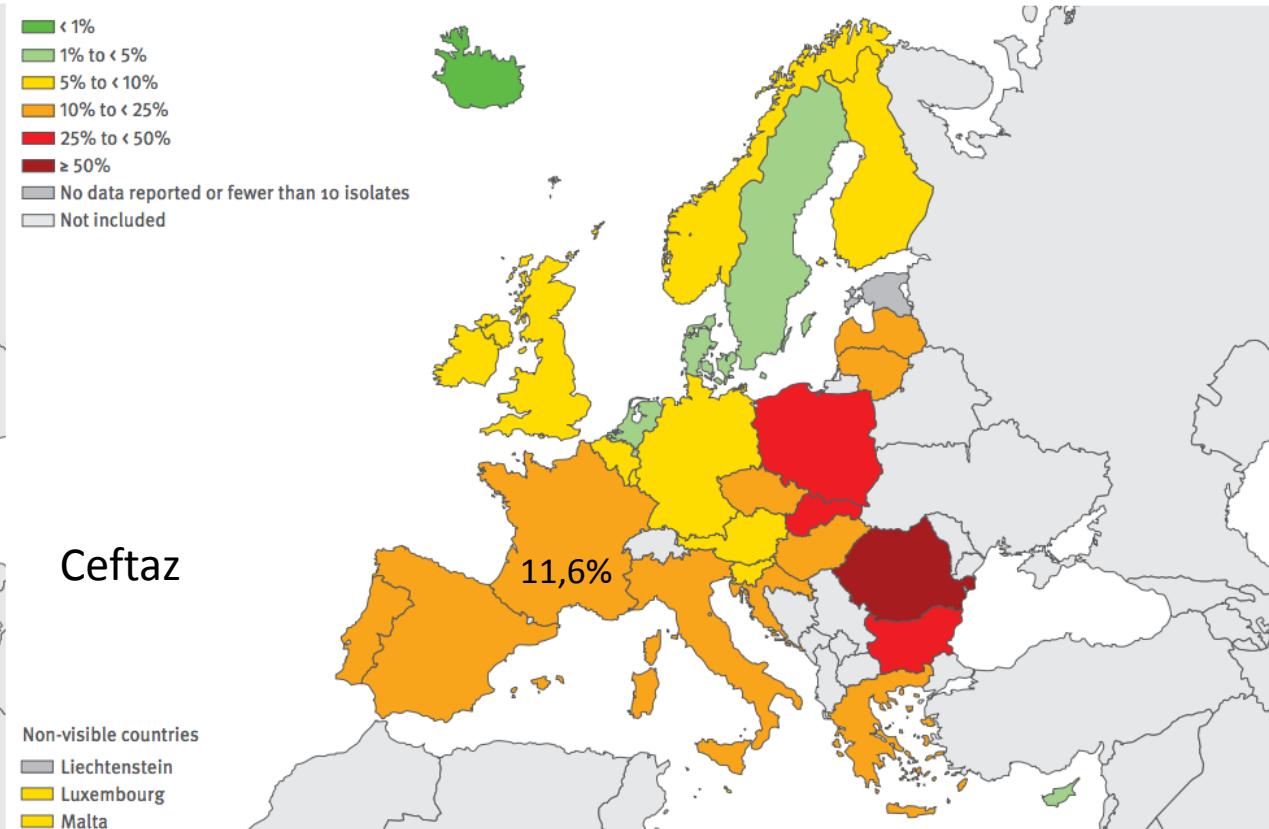 ‹ 1%
1% to ‹ 5%
5% to ‹ 10%
10% to ‹ 25%
25% to ‹ 50%
≥ 50%
No data reported or fewer than 10 isolates
Not included
Ceftaz
11,6%
Non-visible countries
Liechtenstein
Luxembourg
Malta